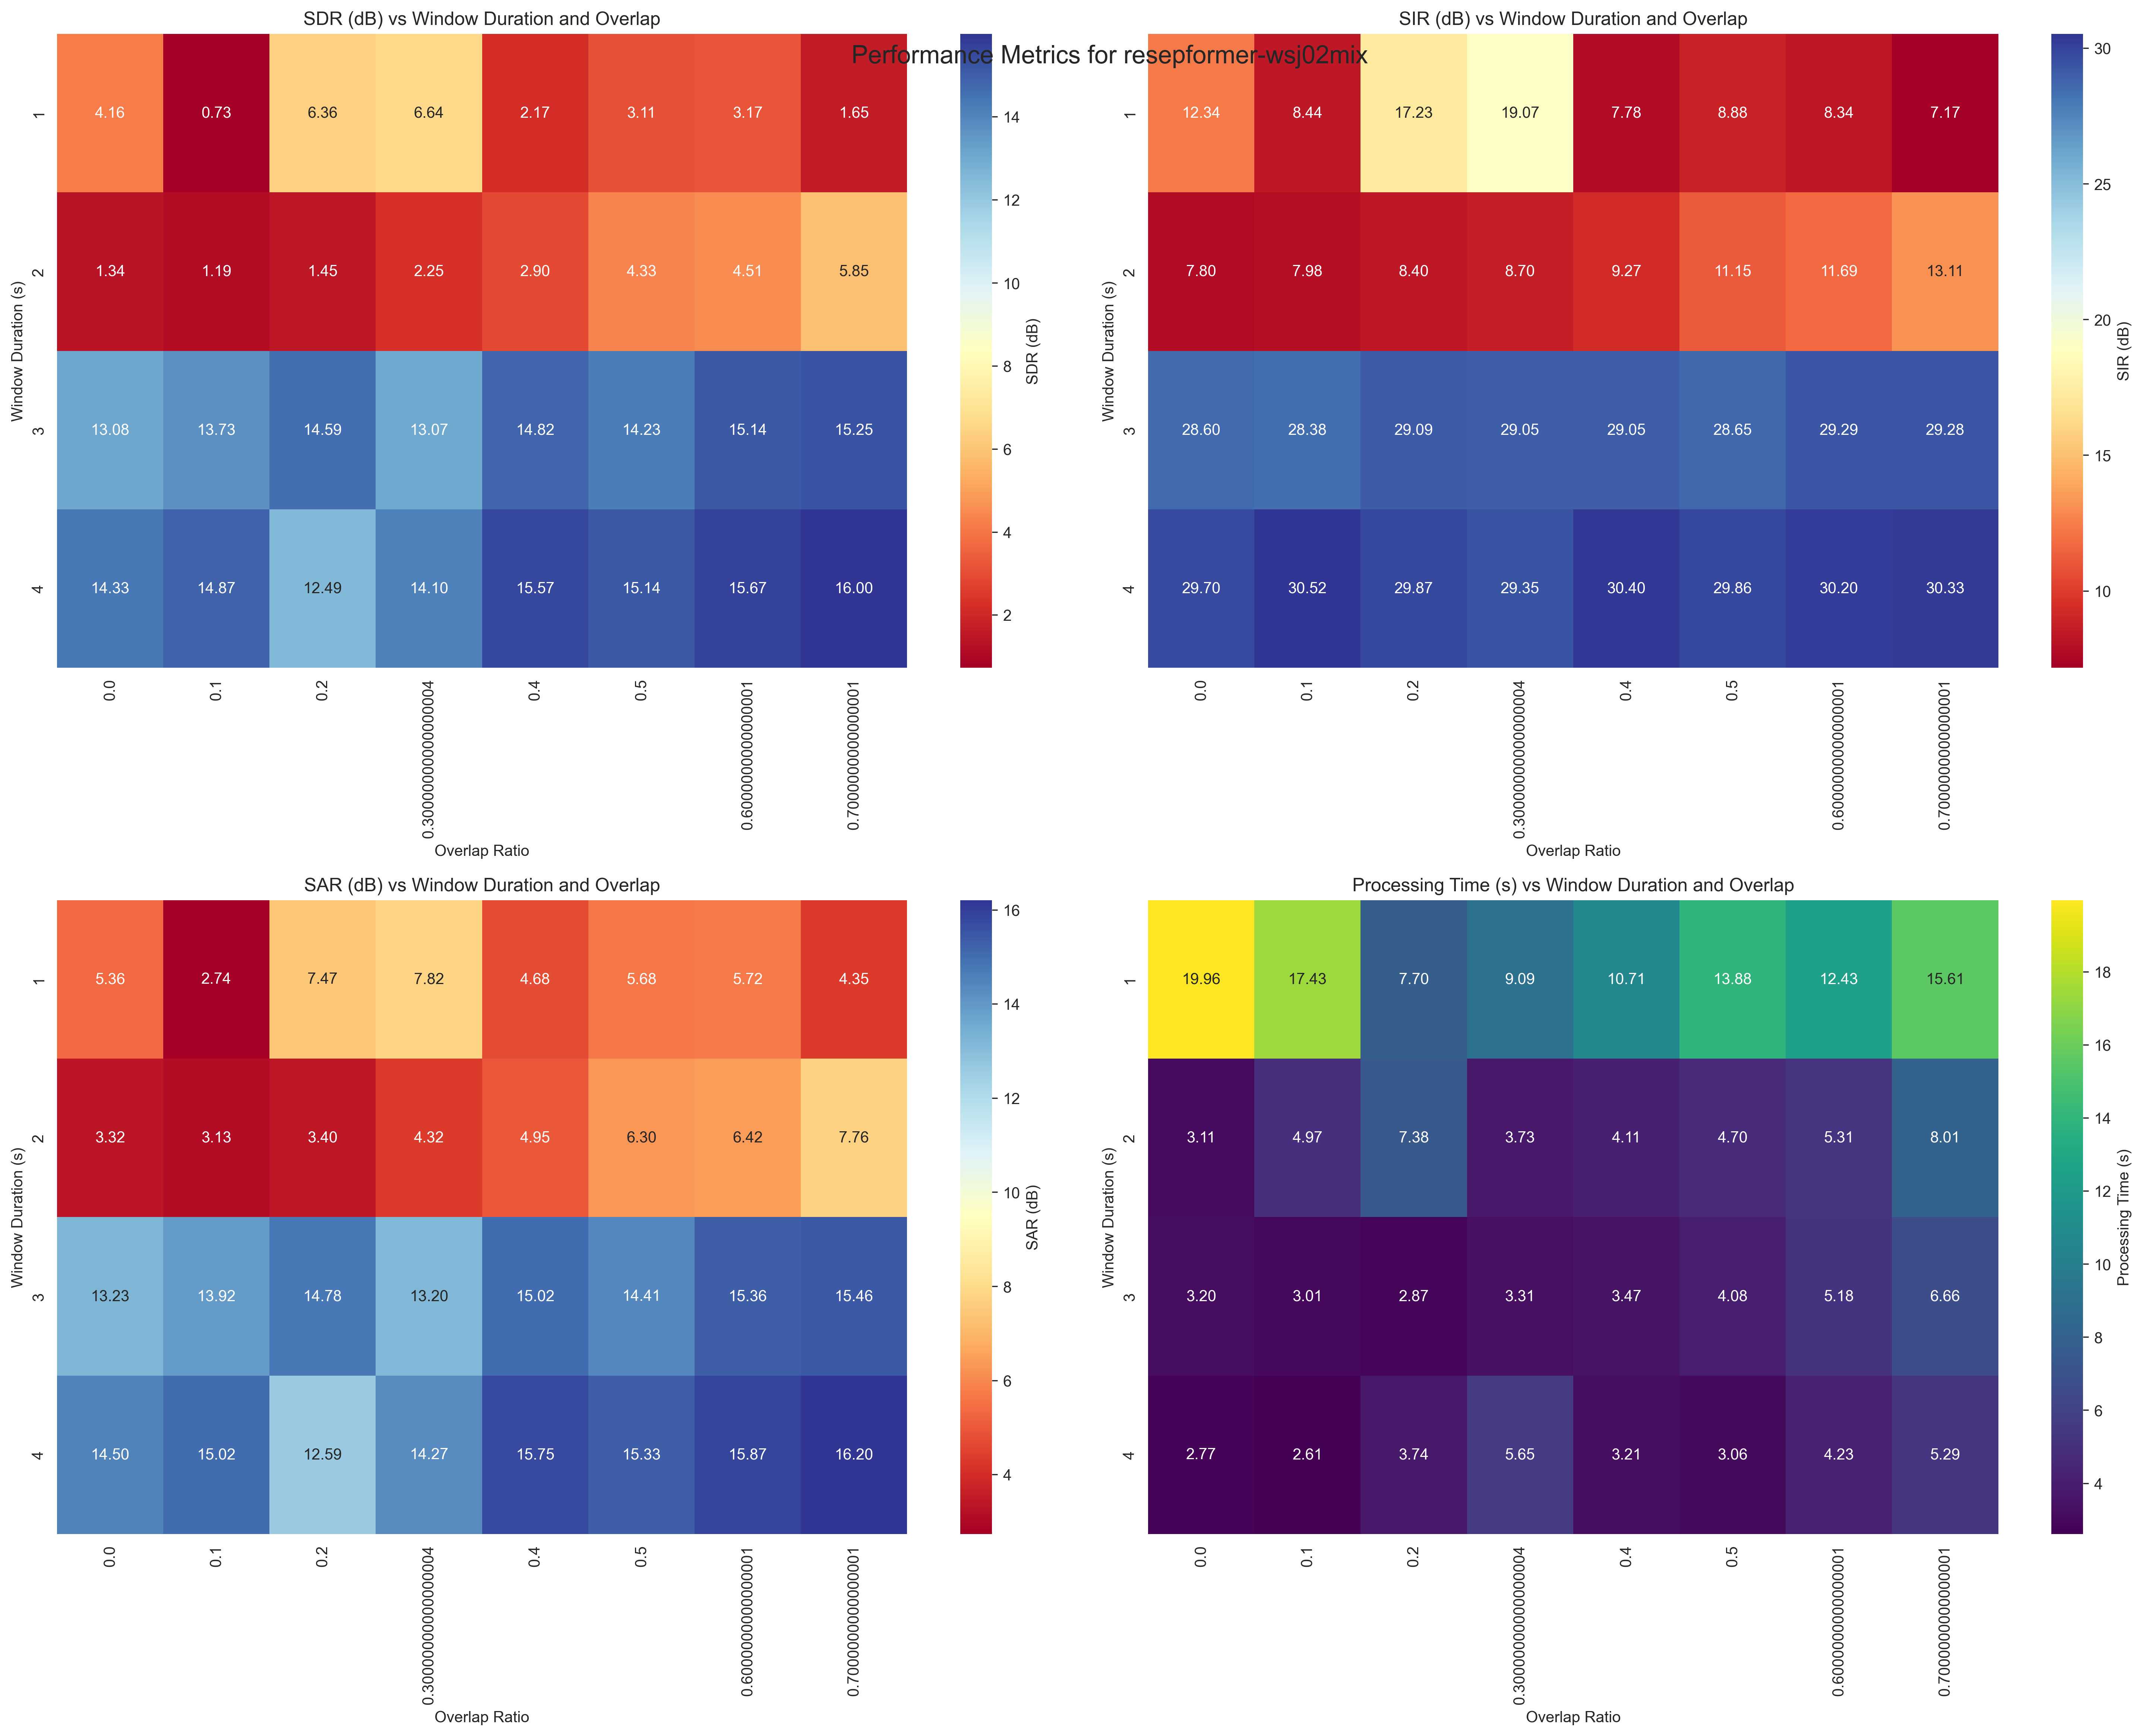 SDR (dB) vs Window Duration and Overlap
SIR (dB) vs Window Duration and Overlap
Performance Metrics for resepformer-wsj02mix
Window Duration (s)
1
4.16 0.73 6.36 6.64 2.17 3.11 3.17 1.65
2
1.34 1.19 1.45 2.25 2.90 4.33 4.51 5.85
3
13.08 13.73 14.59 13.07 14.82 14.23 15.14 15.25
4
14.33 14.87 12.49 14.10 15.57 15.14 15.67 16.00
0.0 0.1 0.2 0.30000000000000004 0.4 0.5 0.6000000000000001 0.7000000000000001
Overlap Ratio
14
12
10
8
6
4
2
SDR (dB)
Window Duration (s)
1
12.34 8.44 17.23 19.07 7.78 8.88 8.34 7.17
2
7.80 7.98 8.40 8.70 9.27 11.15 11.69 13.11
3
28.60 28.38 29.09 29.05 29.05 28.65 29.29 29.28
4
29.70 30.52 29.87 29.35 30.40 29.86 30.20 30.33
0.0 0.1 0.2 0.30000000000000004 0.4 0.5 0.6000000000000001 0.7000000000000001
Overlap Ratio
30
25
20
15
10
SIR (dB)
SAR (dB) vs Window Duration and Overlap
Window Duration (s)
1
5.36 2.74 7.47 7.82 4.68 5.68 5.72 4.35
2
3.32 3.13 3.40 4.32 4.95 6.30 6.42 7.76
3
13.23 13.92 14.78 13.20 15.02 14.41 15.36 15.46
4
14.50 15.02 12.59 14.27 15.75 15.33 15.87 16.20
0.0 0.1 0.2 0.30000000000000004 0.4 0.5 0.6000000000000001 0.7000000000000001
Overlap Ratio
16
14
12
10
8
6
4
SAR (dB)
Processing Time (s) vs Window Duration and Overlap
Window Duration (s)
1
19.96 17.43 7.70 9.09 10.71 13.88 12.43 15.61
2
3.11 4.97 7.38 3.73 4.11 4.70 5.31 8.01
3
3.20 3.01 2.87 3.31 3.47 4.08 5.18 6.66
4
2.77 2.61 3.74 5.65 3.21 3.06 4.23 5.29
0.0 0.1 0.2 0.30000000000000004 0.4 0.5 0.6000000000000001 0.7000000000000001
Overlap Ratio
18
16
14
12
10
8
6
4
Processing Time (s)